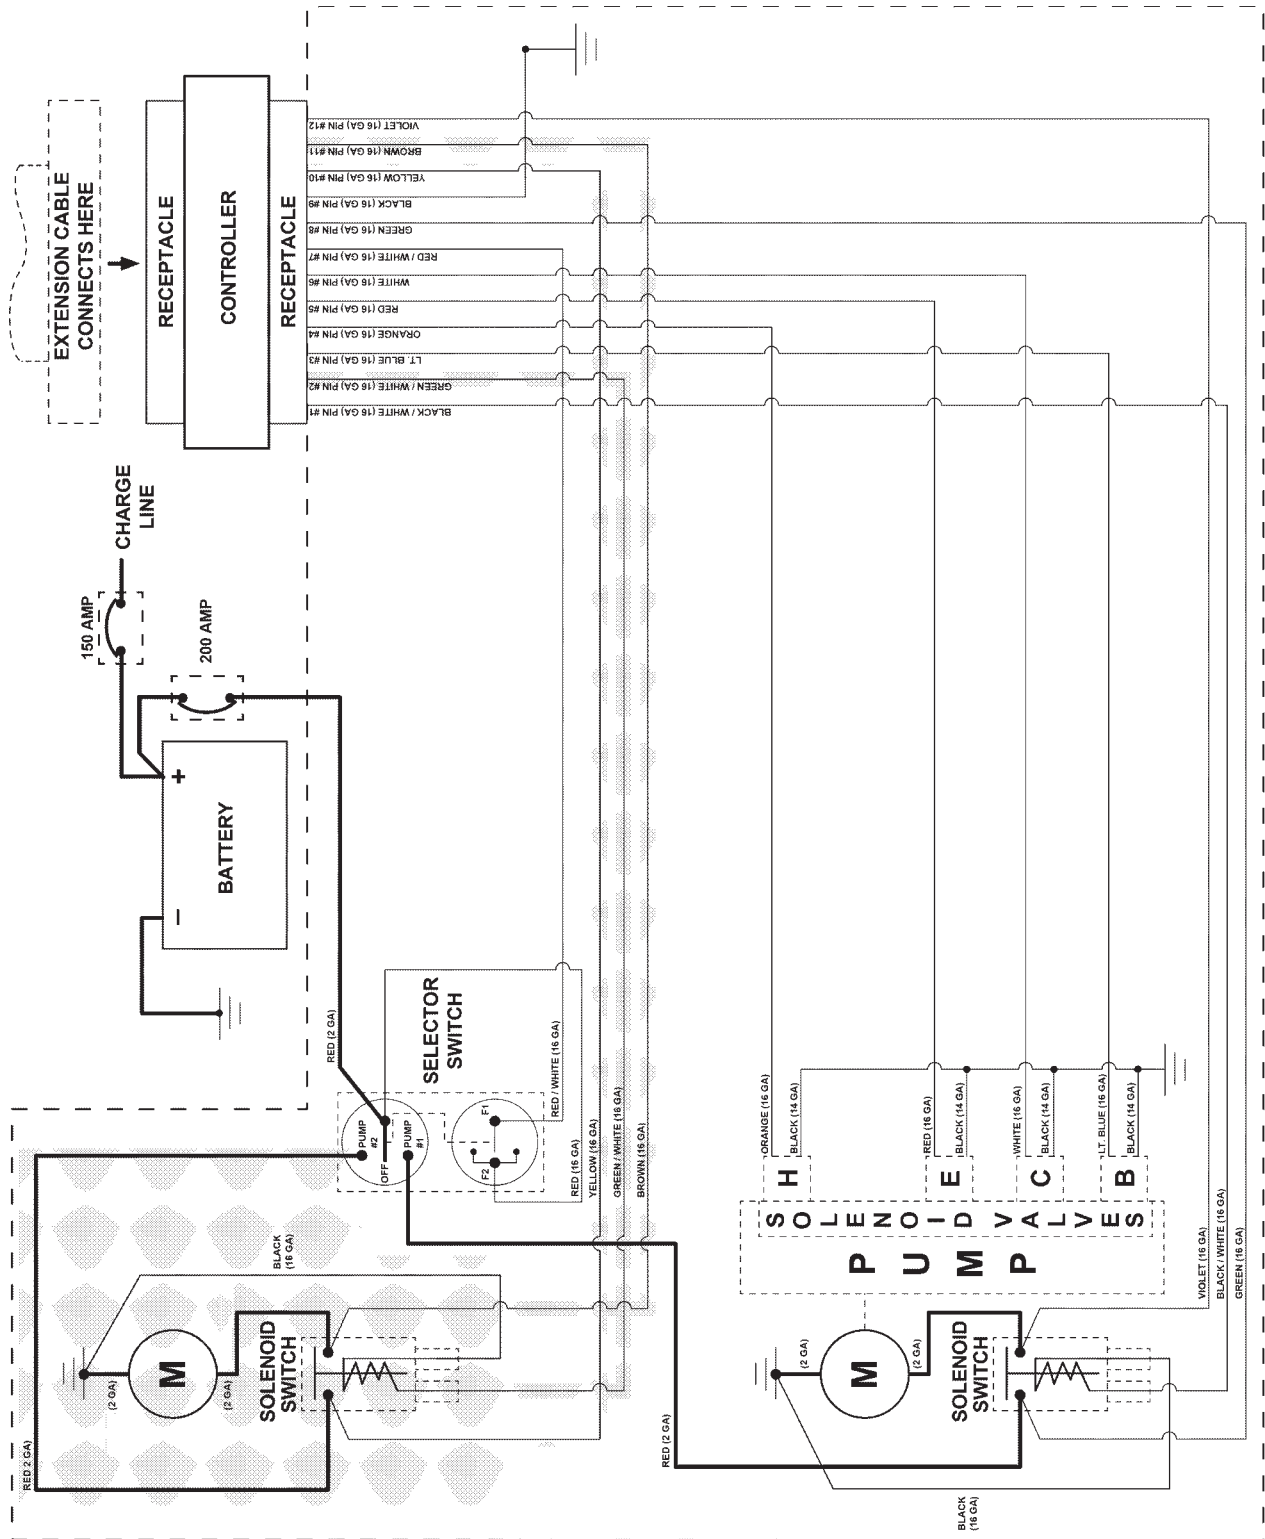 EXTENSION CABLE
CONNECTS HERE
RECEPTACLE
CONTROLLER
RECEPTACLE
VIOLET (16 GA) PIN #12
BROWN (16 GA) PIN #11
YELLOW (16 GA) PIN #10
BLACK (16 GA) PIN #9
GREEN (16 GA) PIN #8
RED / WHITE (16 GA) PIN #7
WHITE (16 GA) PIN #6
RED (16 GA) PIN #5
ORANGE (16 GA) PIN #4
LT. BLUE (16 GA) PIN #3
GREEN / WHITE (16 GA) PIN #2
BLACK / WHITE (16 GA) PIN #1
CHARGE
LINE
150 AMP
200 AMP
+
BATTERY
–
RED (2 GA)
SELECTOR
SWITCH
PUMP
#2
OFF
PUMP
#1
F1
F2
RED / WHITE (16 GA)
RED (16 GA)
YELLOW (16 GA)
GREEN / WHITE (16 GA)
BROWN (16 GA)
ORANGE (16 GA)
BLACK (14 GA)
RED (16 GA)
BLACK (14 GA)
WHITE (16 GA)
BLACK (14 GA)
LT. BLUE (16 GA)
BLACK (14 GA)
H
E
C
B
SOLENOID VALVES
PUMP
VIOLET (16 GA)
BLACK / WHITE (16 GA)
GREEN (16 GA)
BLACK
(16 GA)
M
(2 GA)
(2 GA)
SOLENOID
SWITCH
RED 2 GA)
RED (2 GA)
M
(2 GA)
(2 GA)
SOLENOID
SWITCH
BLACK
(16 GA)